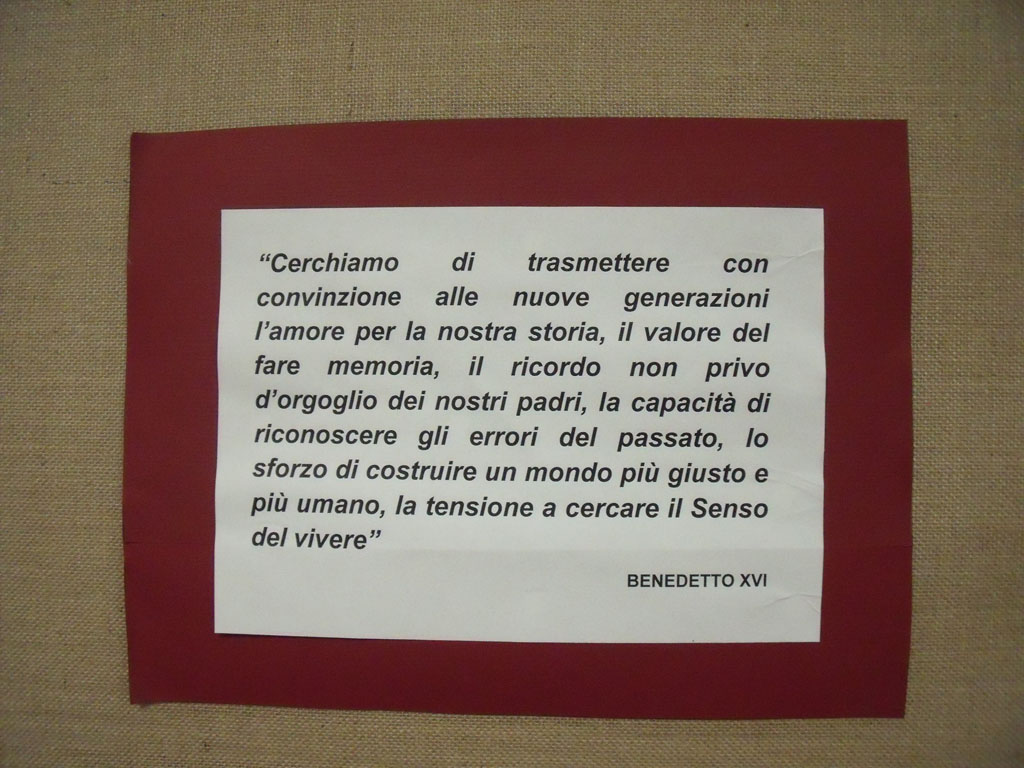 “Cerchiamo di trasmettere con
convinzione alle nuove generazioni
l’amore per la nostra storia, il valore del
fare memoria, il ricordo non privo
d’orgoglio dei nostri padri, la capacità di
riconoscere gli errori del passato, lo
sforzo di costruire un mondo più giusto e
più umano, la tensione a cercare il Senso
del vivere”
BENEDETTO XVI